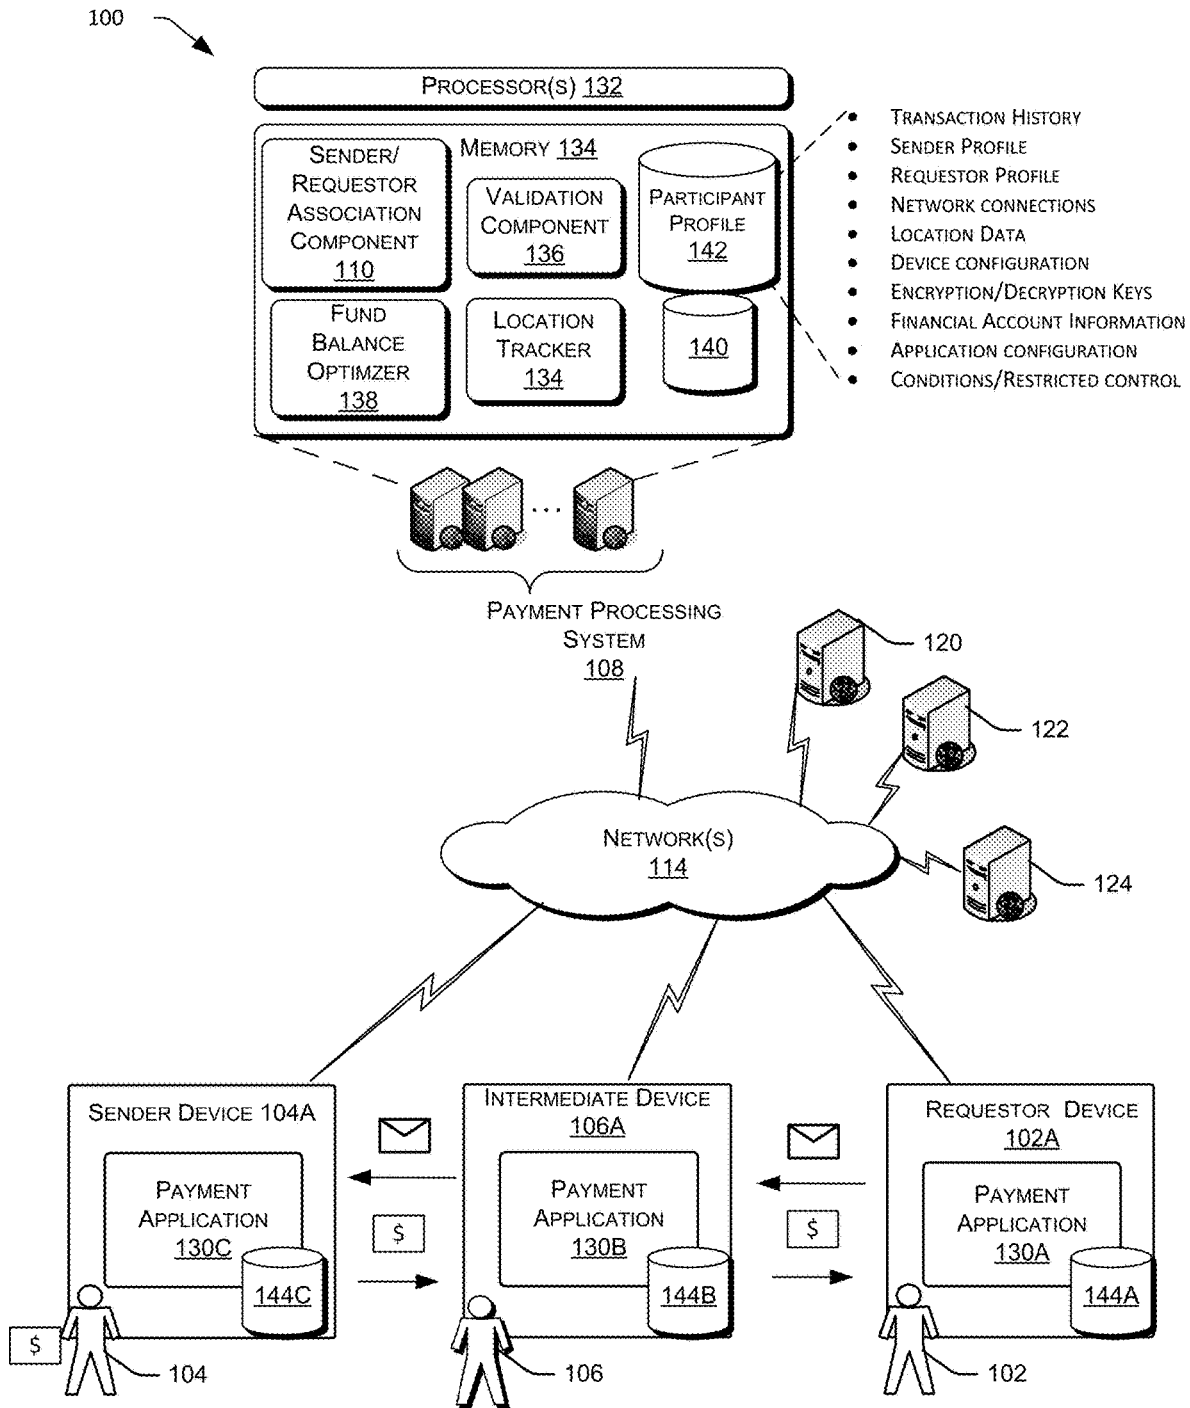 100
PROCESSOR(S) 132
MEMORY 134
SENDER/
REQUESTOR
ASSOCIATION
COMPONENT
110
VALIDATION
COMPONENT
136
PARTICIPANT
PROFILE
142
FUND
BALANCE
OPTIMZER
138
LOCATION
TRACKER
134
140
• TRANSACTION HISTORY
• SENDER PROFILE
• REQUESTOR PROFILE
• NETWORK CONNECTIONS
• LOCATION DATA
• DEVICE CONFIGURATION
• ENCRYPTION/DECRYPTION KEYS
• FINANCIAL ACCOUNT INFORMATION
• APPLICATION CONFIGURATION
• CONDITIONS/RESTRICTED CONTROL
...
PAYMENT PROCESSING
SYSTEM
108
120
122
124
NETWORK(S)
114
SENDER DEVICE 104A
PAYMENT
APPLICATION
130C
144C
$
104
$
INTERMEDIATE DEVICE
106A
PAYMENT
APPLICATION
130B
144B
106
$
REQUESTOR DEVICE
102A
PAYMENT
APPLICATION
130A
144A
102